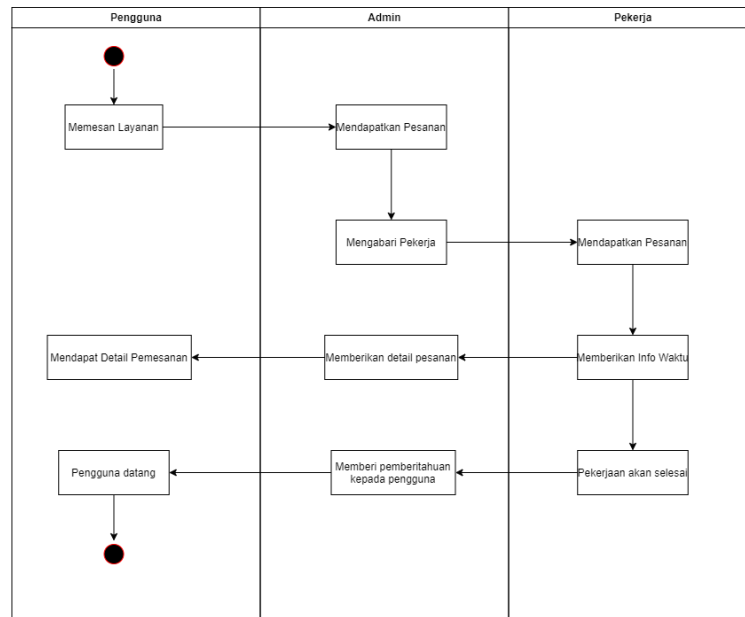 Pengguna
Admin
Pekerja
Memesan Layanan
Mendapatkan Pesanan
Mengabari Pekerja
Mendapatkan Pesanan
Mendapat Detail Pemesanan
Memberikan detail pesanan
Memberikan Info Waktu
Pengguna datang
Memberi pemberitahuan
kepada pengguna
Pekerjaan akan selesai